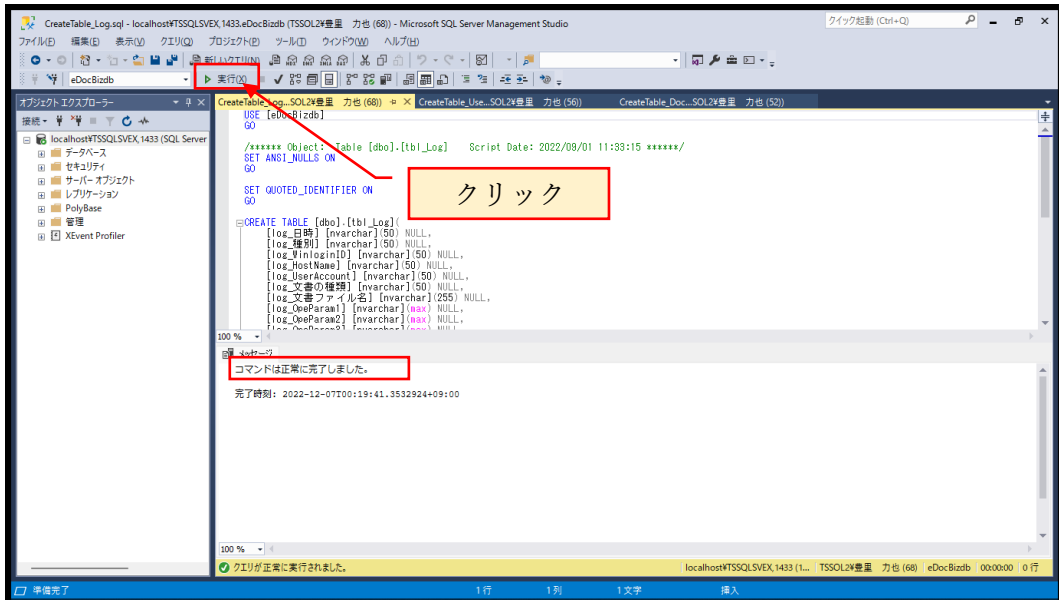 CreateTable_Log.sql - localhost¥TSSQLSVEX,1433.eDocBizdb (TSSOL2¥豊里　力也 (68)) - Microsoft SQL Server Management Studio
クイック起動 (Ctrl+Q)
ファイル(F) 編集(E) 表示(V) クエリ(Q) プロジェクト(P) ツール(T) ウィンドウ(W) ヘルプ(H)
新しいクエリ(N)
eDocBizdb
実行(X)
オブジェクト エクスプローラー
CreateTable_Log...SOL2¥豊里　力也 (68))
CreateTable_Use...SOL2¥豊里　力也 (56))
CreateTable_Doc...SOL2¥豊里　力也 (52))
接続
localhost¥TSSQLSVEX,1433 (SQL Server
データベース
セキュリティ
サーバー オブジェクト
レプリケーション
PolyBase
管理
XEvent Profiler
USE [eDocBizdb]
GO
/****** Object:  Table [dbo].[tbl_Log]    Script Date: 2022/09/01 11:33:15 ******/
SET ANSI_NULLS ON
GO
SET QUOTED_IDENTIFIER ON
GO
クリック
CREATE TABLE [dbo].[tbl_Log](
[log_日時] [nvarchar](50) NULL,
[log_種別] [nvarchar](50) NULL,
[log_WinloginID] [nvarchar](50) NULL,
[log_HostName] [nvarchar](50) NULL,
[log_UserAccount] [nvarchar](50) NULL,
[log_文書の種類] [nvarchar](50) NULL,
[log_文書ファイル名] [nvarchar](255) NULL,
[log_OpeParam1] [nvarchar](max) NULL,
[log_OpeParam2] [nvarchar](max) NULL,
[log_OpeParam3] [nvarchar](max) NULL,
100 %
メッセージ
コマンドは正常に完了しました。
完了時刻: 2022-12-07T00:19:41.3532924+09:00
100 %
クエリが正常に実行されました。
localhost¥TSSQLSVEX,1433 (1... TSSOL2¥豊里　力也 (68) eDocBizdb 00:00:00 0 行
準備完了
1 行
1 列
1 文字
挿入